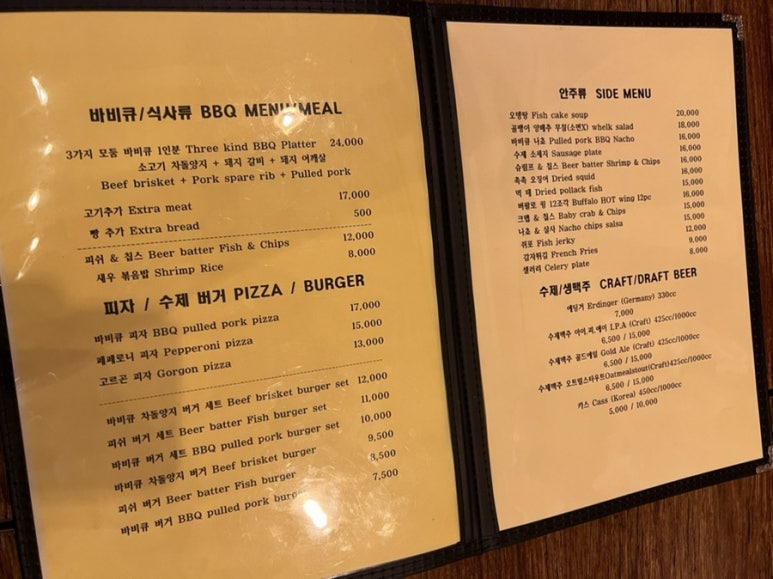 바비큐/식사류 BBQ MENU/MEAL
3가지 모둠 바비큐 1인분 Three kind BBQ Platter 24,000
소고기 차돌양지 + 돼지 갈비 + 돼지 어깨살
Beef brisket + Pork spare rib + Pulled pork
고기추가 Extra meat 17,000
빵 추가 Extra bread 500
피쉬 & 칩스 Beer batter Fish & Chips 12,000
새우 볶음밥 Shrimp Rice 8,000
피자 / 수제 버거 PIZZA / BURGER
바비큐 피자 BBQ pulled pork pizza 17,000
페페로니 피자 Pepperoni pizza 15,000
고르곤 피자 Gorgon pizza 13,000
바비큐 차돌양지 버거 세트 Beef brisket burger set 12,000
피쉬 버거 세트 Beer batter Fish burger set 11,000
바비큐 버거 세트 BBQ pulled pork burger set 10,000
바비큐 차돌양지 버거 Beef brisket burger 9,500
피쉬 버거 Beer batter Fish burger 8,500
바비큐 버거 BBQ pulled pork burger 7,500
안주류 SIDE MENU
오뎅탕 Fish cake soup 20,000
골뱅이 양배추 무침(소면X) whelk salad 18,000
바비큐 나쵸 Pulled pork BBQ Nacho 16,000
수제 소세지 Sausage plate 16,000
슈림프 & 칩스 Beer batter Shrimp & Chips 16,000
촉촉 오징어 Dried squid 16,000
먹태 Dried pollack fish 15,000
버팔로 윙 12조각 Buffalo HOT wing 12pc 16,000
크랩 & 칩스 Baby crab & Chips 15,000
나쵸 & 살사 Nacho chips salsa 15,000
쥐포 Fish jerky 12,000
감자튀김 French Fries 9,000
샐러리 Celery plate 8,000
수제/생맥주 CRAFT/DRAFT BEER
에딩거 Erdinger (Germany) 330cc
7,000
수제맥주 아이.피.에이 I.P.A (Craft) 425cc/1000cc
6,500 / 15,000
수제맥주 골드에일 Gold Ale (Craft) 425cc/1000cc
6,500 / 15,000
수제맥주 오트밀스타우트Oatmealstout(Craft)425cc/1000cc
6,500 / 15,000
카스 Cass (Korea) 450cc/1000cc
5,000 / 10,000